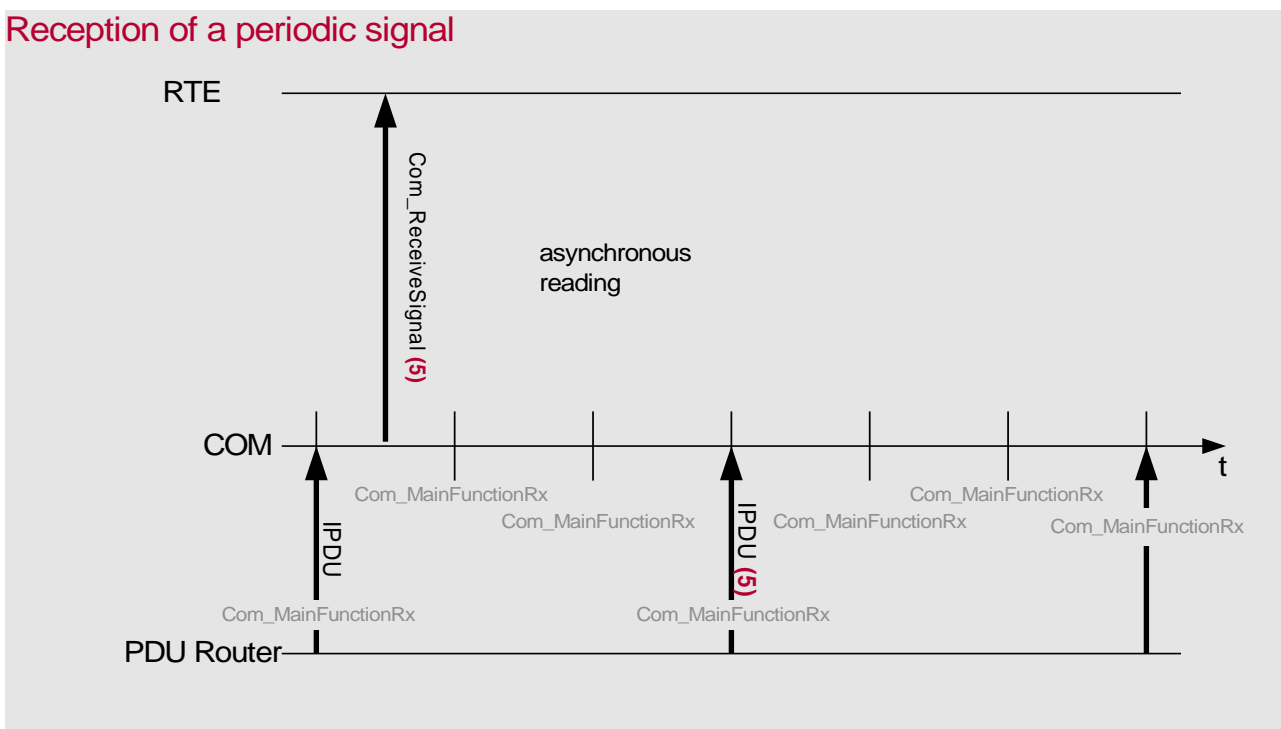 Reception of a periodic signal
RTE
Com_ReceiveSignal (5)
asynchronous
reading
COM
t
Com_MainFunctionRx
Com_MainFunctionRx
Com_MainFunctionRx
Com_MainFunctionRx
Com_MainFunctionRx
IPDU
IPDU (5)
Com_MainFunctionRx
Com_MainFunctionRx
PDU Router